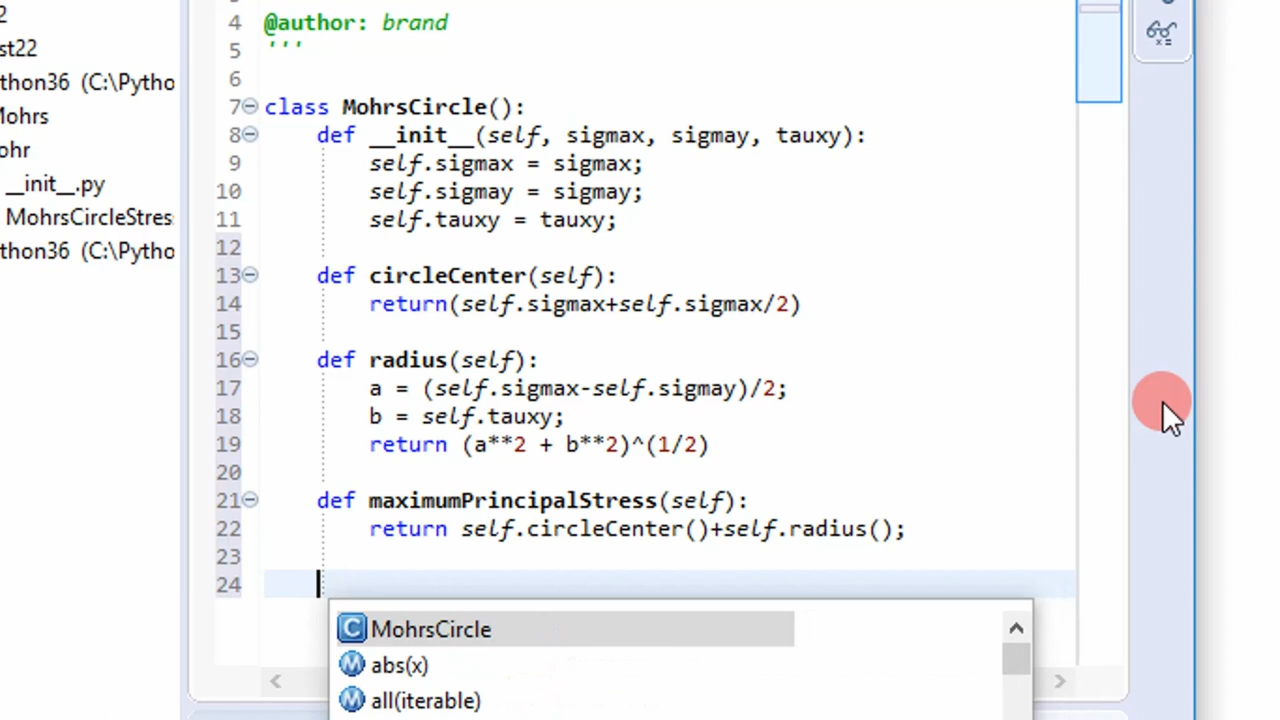 2
st22
thon36 (C:\Pytho
Mohrs
ohr
__init__.py
MohrsCircleStres
thon36 (C:\Pytho
4 @author: brand
5 '''
6
7 class MohrsCircle():
8 def __init__(self, sigmax, sigmay, tauxy):
9 self.sigmax = sigmax;
10 self.sigmay = sigmay;
11 self.tauxy = tauxy;
12
13 def circleCenter(self):
14 return(self.sigmax+self.sigmax/2)
15
16 def radius(self):
17 a = (self.sigmax-self.sigmay)/2;
18 b = self.tauxy;
19 return (a**2 + b**2)^(1/2)
20
21 def maximumPrincipalStress(self):
22 return self.circleCenter()+self.radius();
23
24
C MohrsCircle
M abs(x)
M all(iterable)